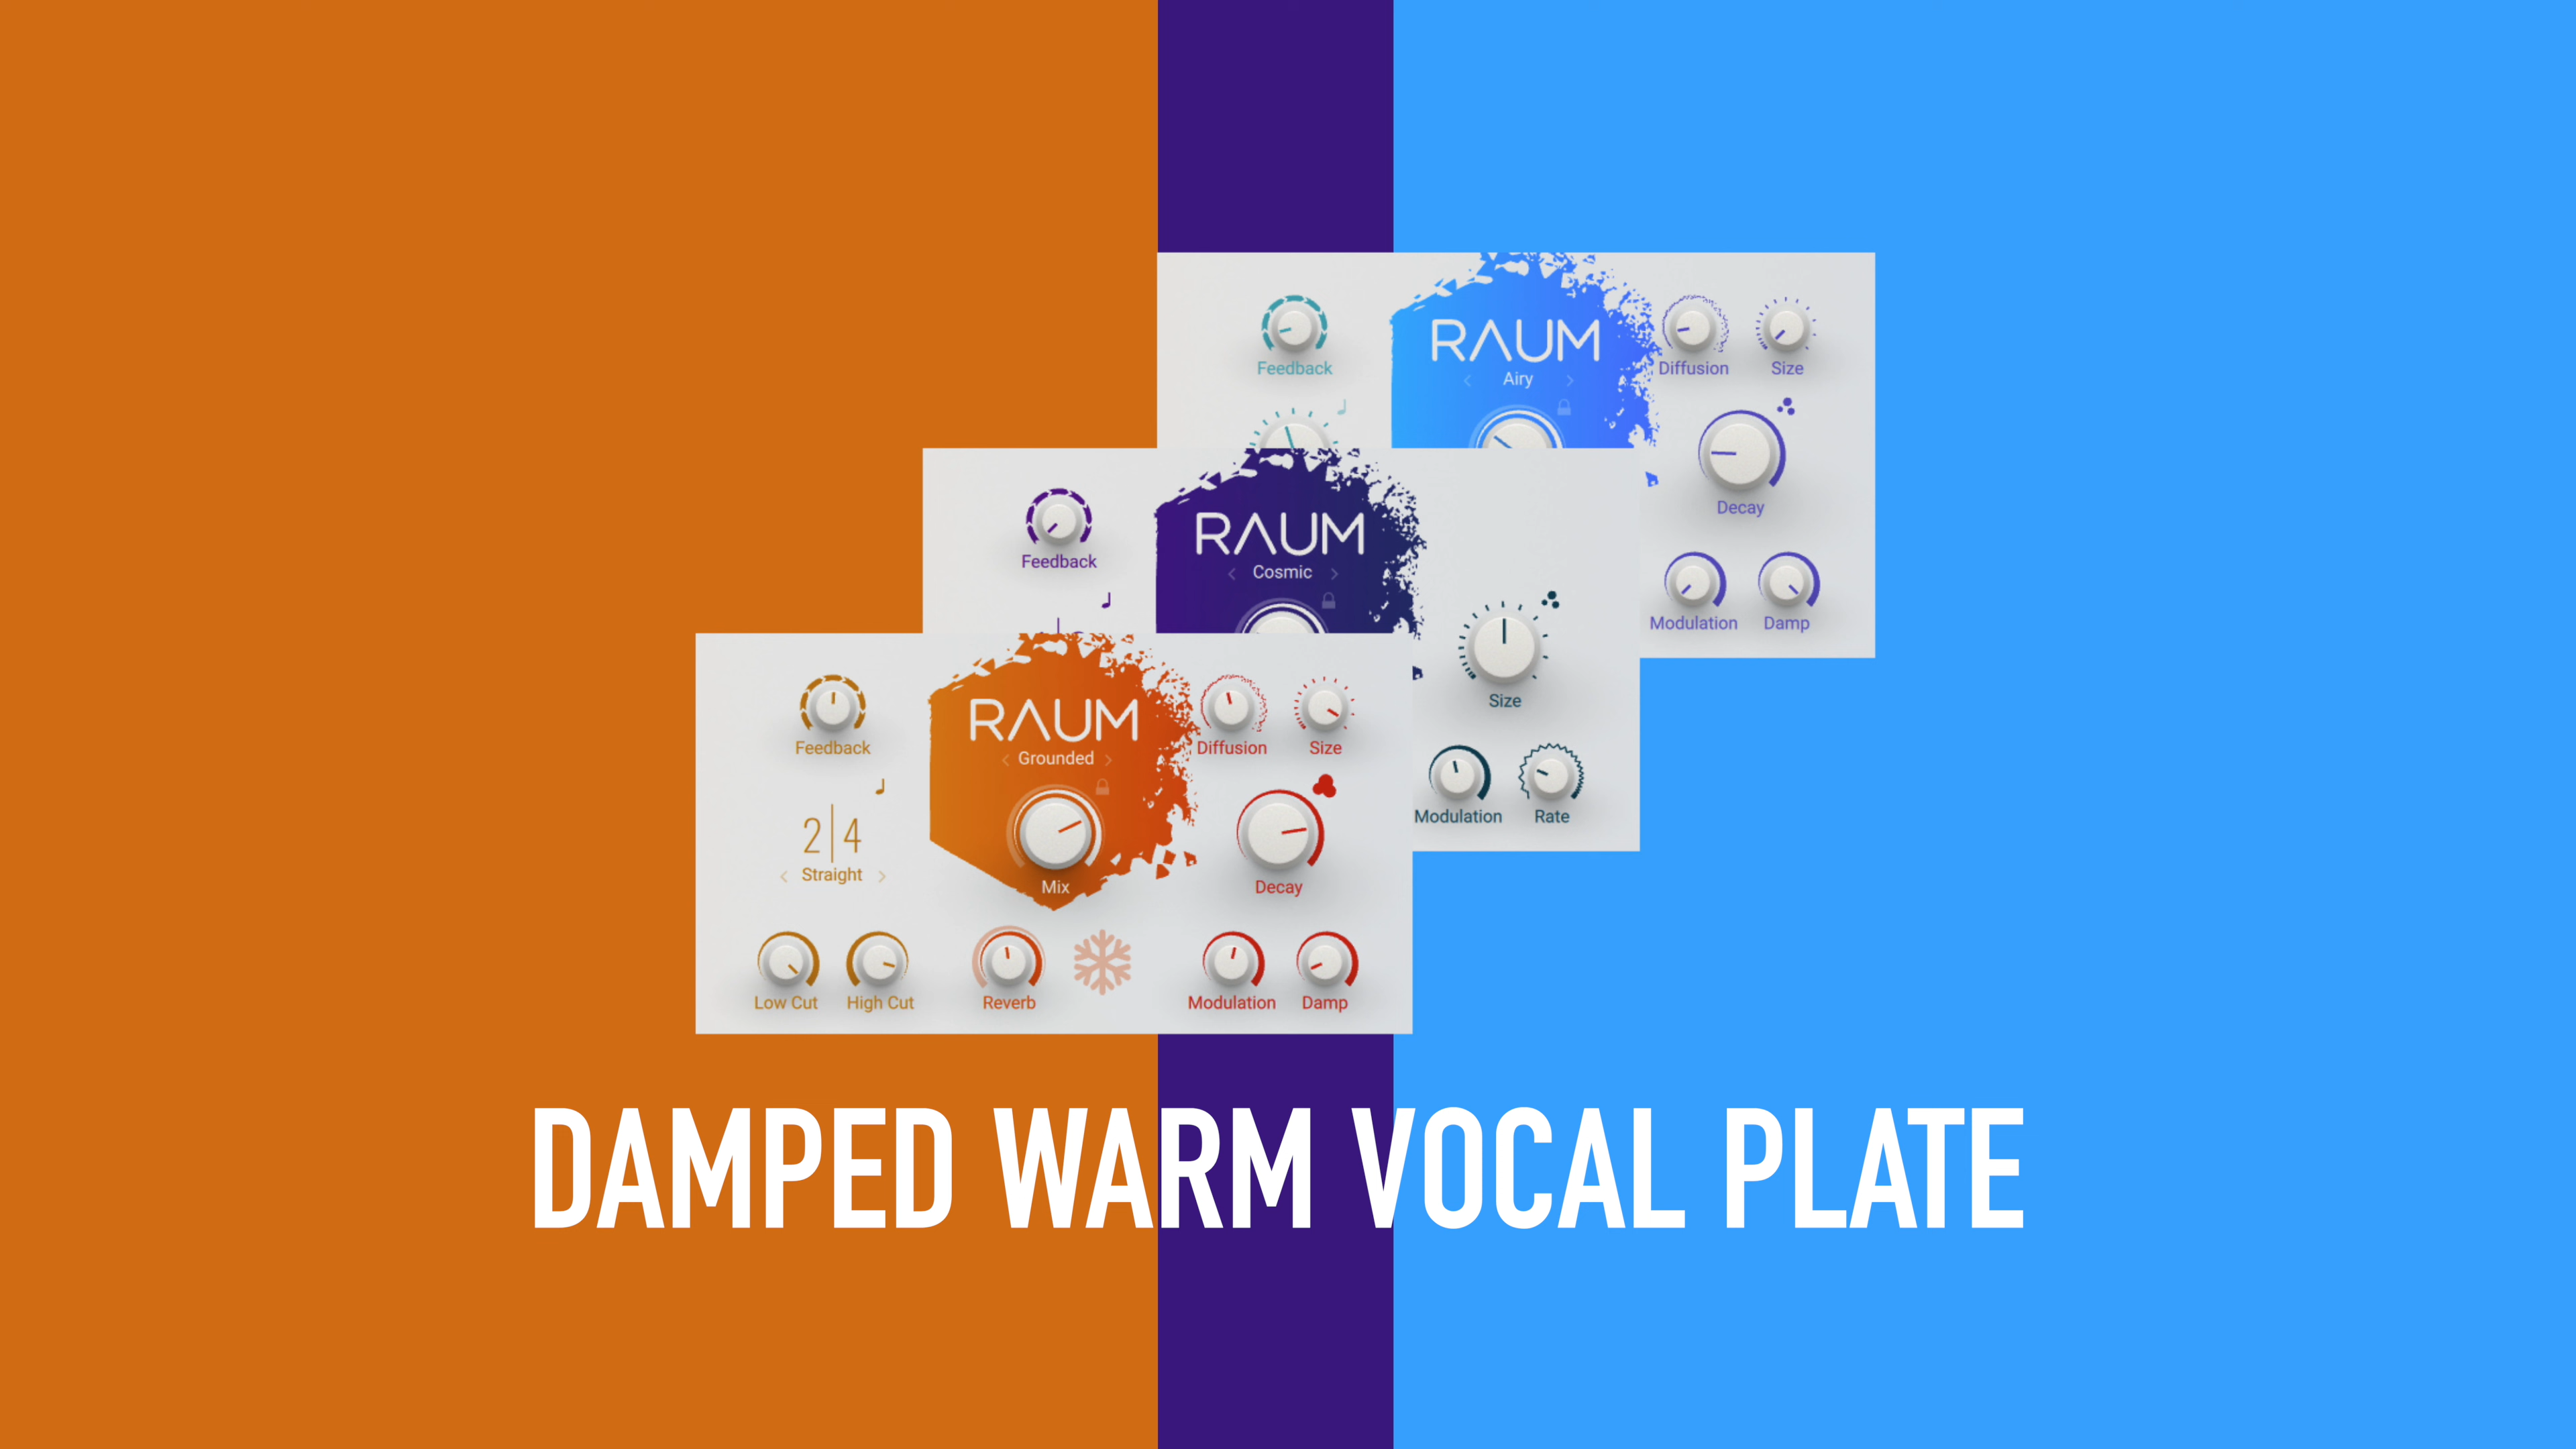 RAUM
Airy
Feedback
Diffusion Size
Decay
Modulation Damp
RAUM
Cosmic
Feedback
Size
Modulation Rate
RAUM
Grounded
Feedback
Diffusion Size
2|4
Straight
Mix
Decay
Low Cut High Cut Reverb Modulation Damp
DAMPED WARM VOCAL PLATE